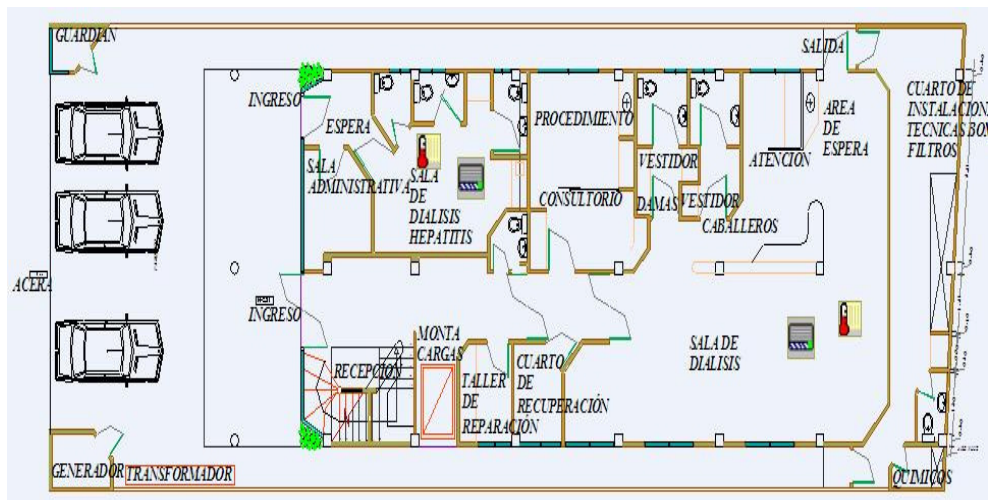 GUARDIAN
SALIDA
INGRESO
ESPERA
SALA
ADMINISTRATIVA
SALA
DE
DIALISIS
HEPATITIS
PROCEDIMIENTO
CONSULTORIO
VESTIDOR
DAMAS
VESTIDOR
CABALLEROS
ATENCIÓN
AREA
DE
ESPERA
CUARTO DE
INSTALACION
TECNICAS BOM
FILTROS
ACERA
INGRESO
RECEPCION
MONTA
CARGAS
TALLER
DE
REPARACIÓN
CUARTO
DE
RECUPERACIÓN
SALA DE
DIALISIS
GENERADOR
TRANSFORMADOR
QUIMICOS